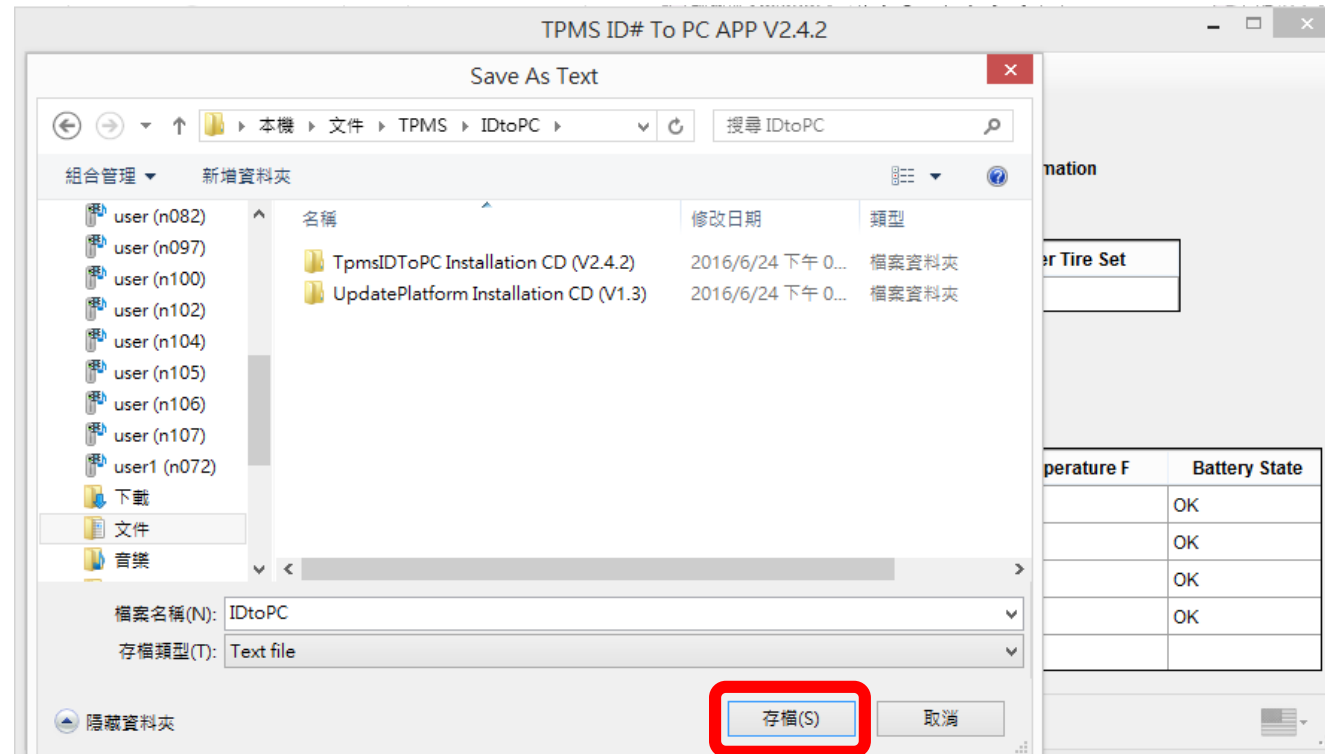 TPMS ID# To PC APP V2.4.2
Save As Text
本機 文件 TPMS IDtoPC
搜尋 IDtoPC
組合管理 新增資料夾
mation
user (n082)
user (n097)
user (n100)
user (n102)
user (n104)
user (n105)
user (n106)
user (n107)
user1 (n072)
下載
文件
音樂
名稱 修改日期 類型
TpmsIDToPC Installation CD (V2.4.2) 2016/6/24 下午 0... 檔案資料夾
UpdatePlatform Installation CD (V1.3) 2016/6/24 下午 0... 檔案資料夾
er Tire Set
perature F Battery State
OK
OK
OK
OK
檔案名稱(N): IDtoPC
存檔類型(T): Text file
隱藏資料夾
存檔(S) 取消